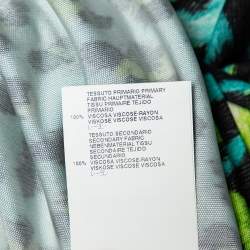 TESSUTO PRIMARIO PRIMARY
FABRIC HAUPTMATERIAL
TISSU PRIMAIRE TEJIDO
PRIMARIO
100% VISCOSA VISCOSE-RAYON
VISKOSE VISCOSE VISCOSA
TESSUTO SECONDARIO
SECONDARY FABRIC
NEBENMATERIAL TISSU
SECONDAIRE TEJIDO
SECUNDARIO
100% VISCOSA VISCOSE-RAYON
VISKOSE VISCOSE VISCOSA